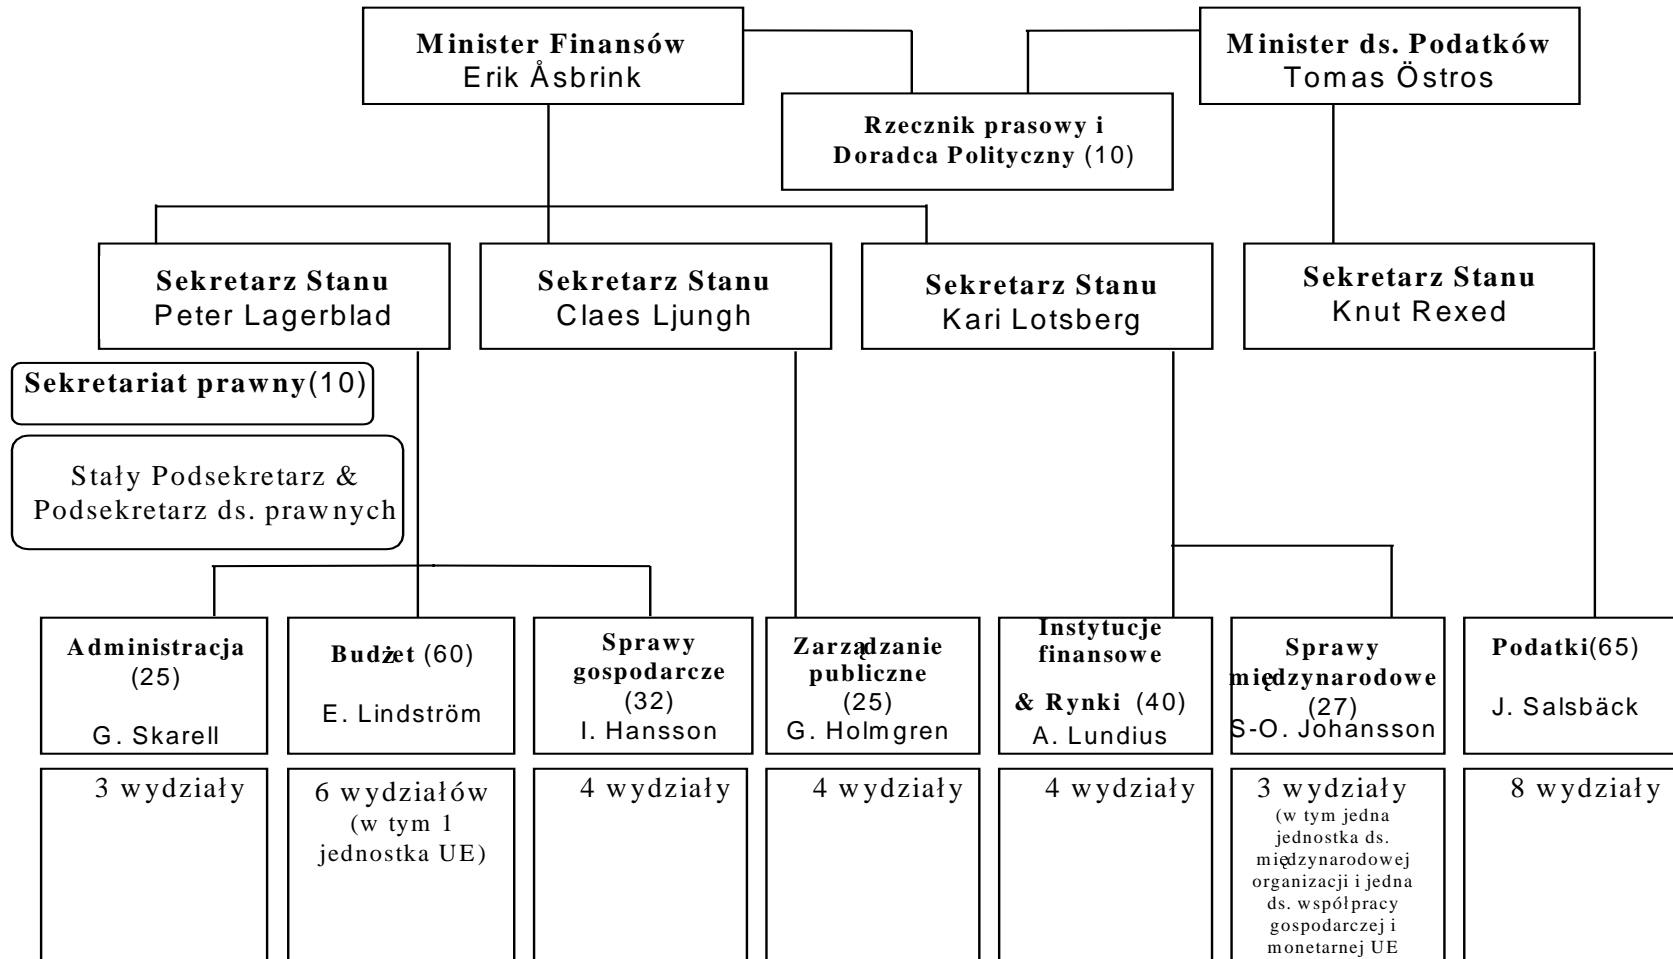 Minister Finansów
Erik Åsbrink
Minister ds. Podatków
Tomas Östros
Rzecznik prasowy i
Doradca Polityczny (10)
Sekretarz Stanu
Peter Lagerblad
Sekretarz Stanu
Claes Ljungh
Sekretarz Stanu
Kari Lotsberg
Sekretarz Stanu
Knut Rexed
Sekretariat prawny(10)
Stały Podsekretarz &
Podsekretarz ds. prawnych
Administracja
(25)
G. Skarell
Budżet (60)
E. Lindström
Sprawy
gospodarcze
(32)
I. Hansson
Zarządzanie
publiczne
(25)
G. Holmgren
Instytucje
finansowe
& Rynki (40)
A. Lundius
Sprawy
międzynarodowe
(27)
S-O. Johansson
Podatki(65)
J. Salsbäck
3 wydziały
6 wydziałów
(w tym 1
jednostka UE)
4 wydziały
4 wydziały
4 wydziały
3 wydziały
(w tym jedna
jednostka ds.
międzynarodowej
organizacji i jedna
ds. współpracy
gospodarczej i
monetarnej UE
8 wydziały